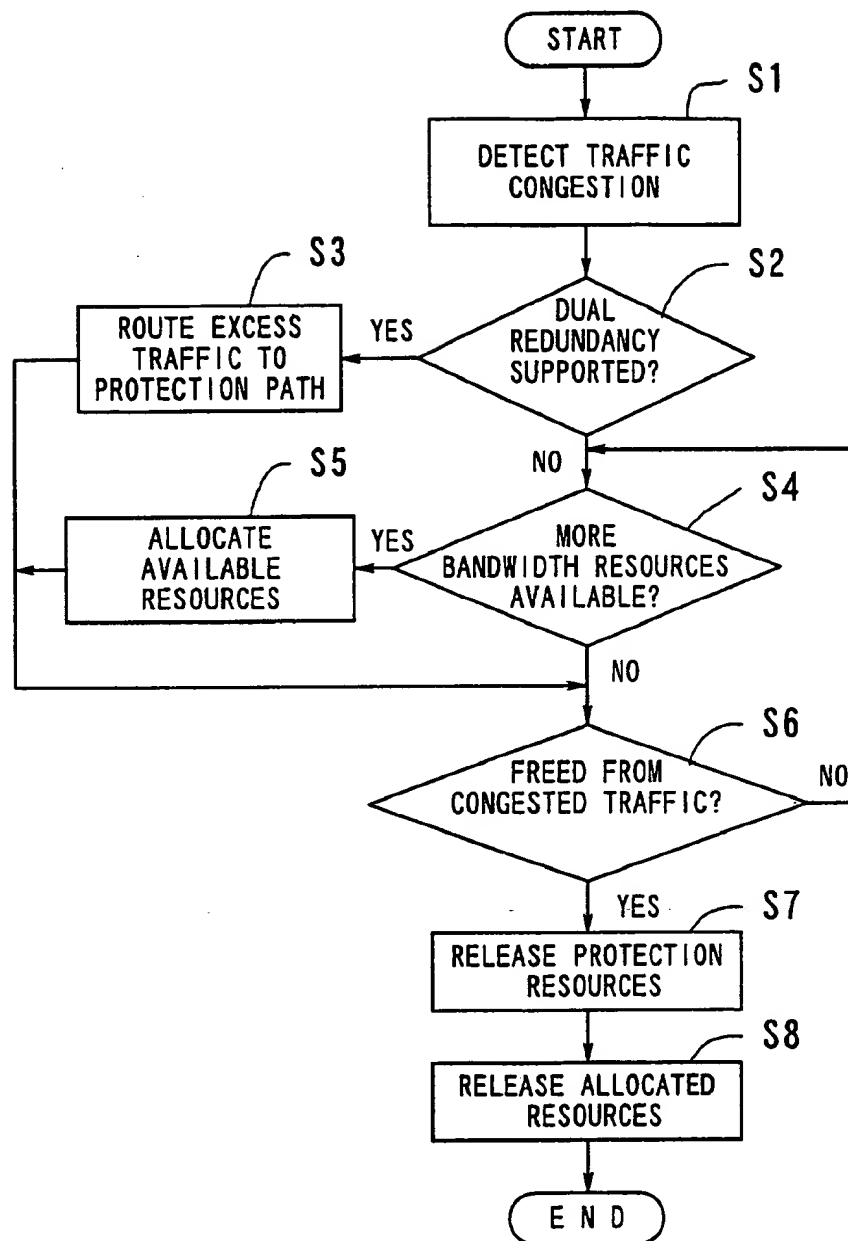 START
S1
DETECT TRAFFIC
CONGESTION
S3
S2
ROUTE EXCESS
TRAFFIC TO
PROTECTION PATH
YES
DUAL
REDUNDANCY
SUPPORTED?
NO
S5
S4
ALLOCATE
AVAILABLE
RESOURCES
YES
MORE
BANDWIDTH RESOURCES
AVAILABLE?
NO
S6
FREED FROM
CONGESTED TRAFFIC?
NO
YES
S7
RELEASE PROTECTION
RESOURCES
S8
RELEASE ALLOCATED
RESOURCES
END